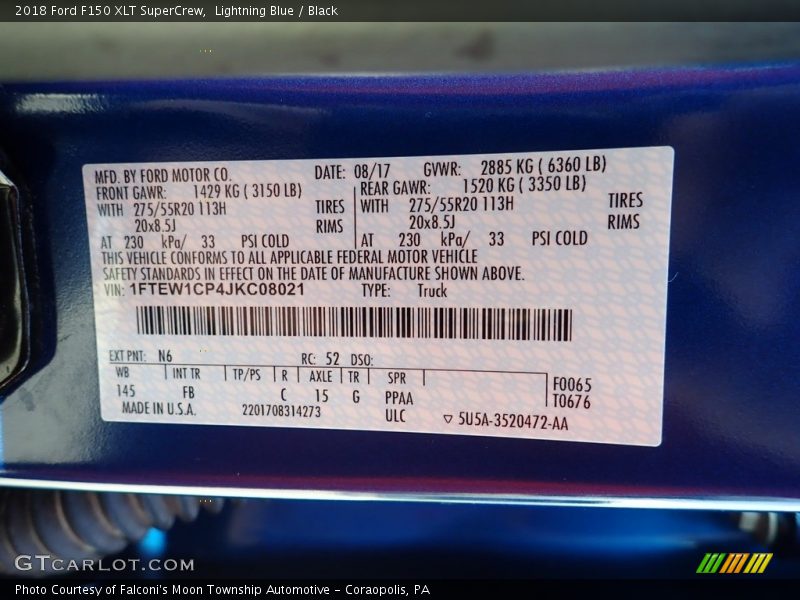 2018 Ford F150 XLT SuperCrew,  Lightning Blue / Black
MFD. BY FORD MOTOR CO. DATE: 08/17 GVWR: 2885 KG ( 6360 LB)
FRONT GAWR: 1429 KG ( 3150 LB) REAR GAWR: 1520 KG ( 3350 LB)
WITH 275/55R20 113H TIRES WITH 275/55R20 113H TIRES
20x8.5J RIMS 20x8.5J RIMS
AT 230 kPa/ 33 PSI COLD AT 230 kPa/ 33 PSI COLD
THIS VEHICLE CONFORMS TO ALL APPLICABLE FEDERAL MOTOR VEHICLE
SAFETY STANDARDS IN EFFECT ON THE DATE OF MANUFACTURE SHOWN ABOVE.
VIN: 1FTEW1CP4JKC08021 TYPE: Truck
EXT PNT: N6 RC: 52 DSO:
WB INT TR TP/PS R AXLE TR SPR F0065
145 FB C 15 G PPAA T0676
MADE IN U.S.A. 2201708314273 ULC ▽ 5U5A-3520472-AA
GTCARLOT.COM
Photo Courtesy of Falconi's Moon Township Automotive – Coraopolis, PA